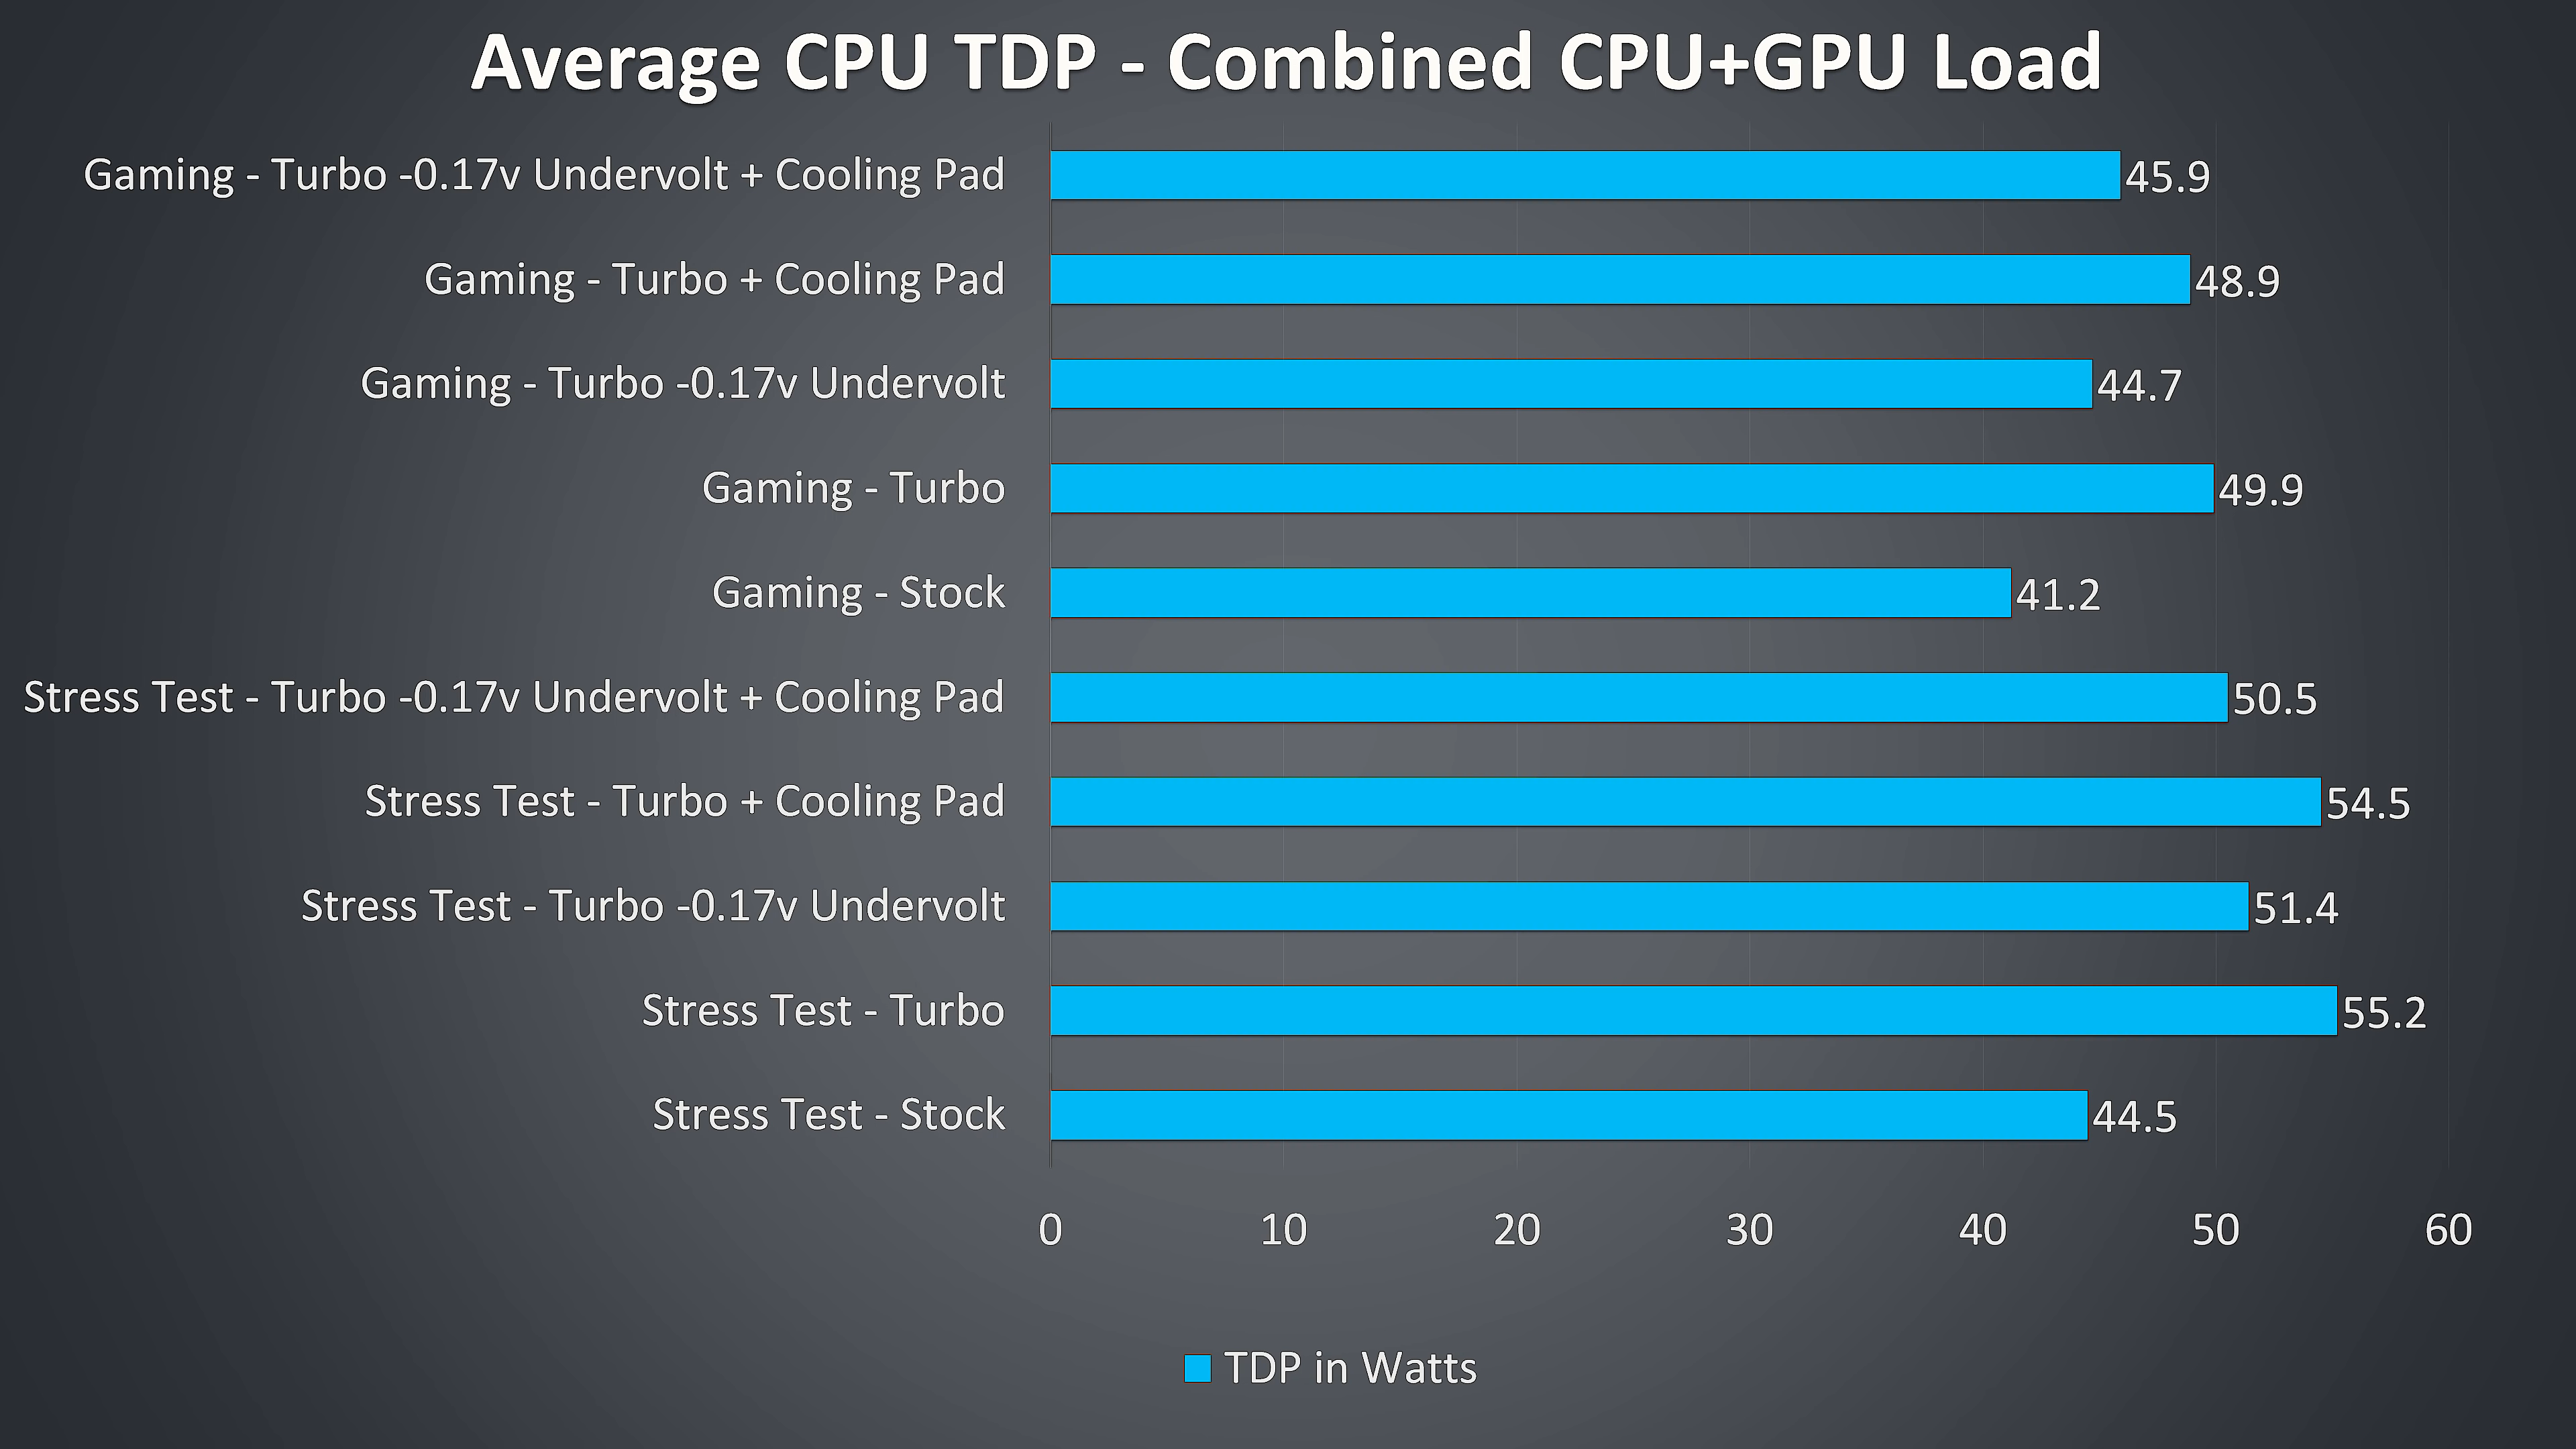 Average CPU TDP - Combined CPU+GPU Load
Gaming - Turbo -0.17v Undervolt + Cooling Pad 45.9
Gaming - Turbo + Cooling Pad 48.9
Gaming - Turbo -0.17v Undervolt 44.7
Gaming - Turbo 49.9
Gaming - Stock 41.2
Stress Test - Turbo -0.17v Undervolt + Cooling Pad 50.5
Stress Test - Turbo + Cooling Pad 54.5
Stress Test - Turbo -0.17v Undervolt 51.4
Stress Test - Turbo 55.2
Stress Test - Stock 44.5
0 10 20 30 40 50 60
TDP in Watts